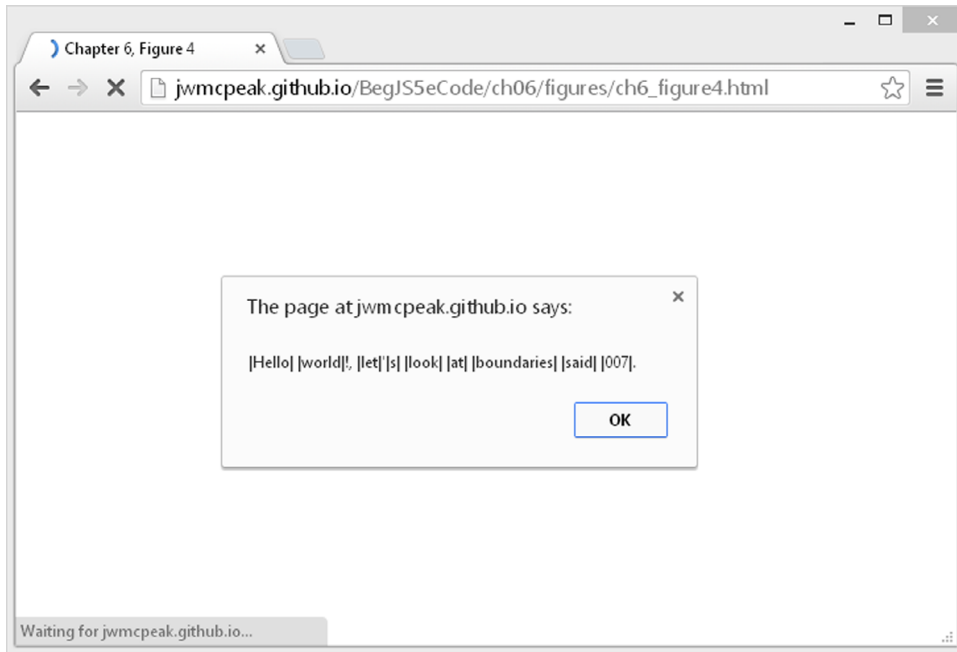 Chapter 6, Figure 4
jwmcpeak.github.io/BegJS5eCode/ch06/figures/ch6_figure4.html
The page at jwmcpeak.github.io says:
|Hello| |world|!, |let|'|s| |look| |at| |boundaries| |said| |007|.
OK
Waiting for jwmcpeak.github.io...